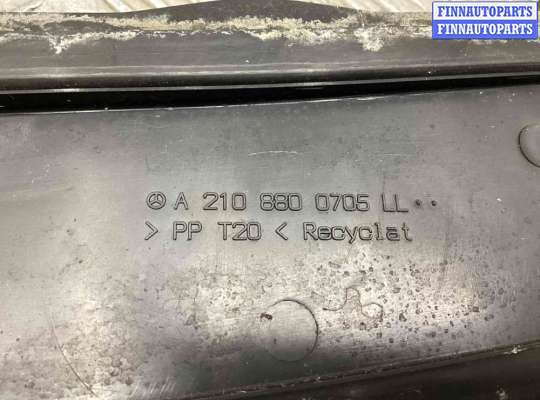 FINNAUTOPARTS
FINNAUTOPARTS
A 210 880 0705 LL
> PP T20 < Recyclat